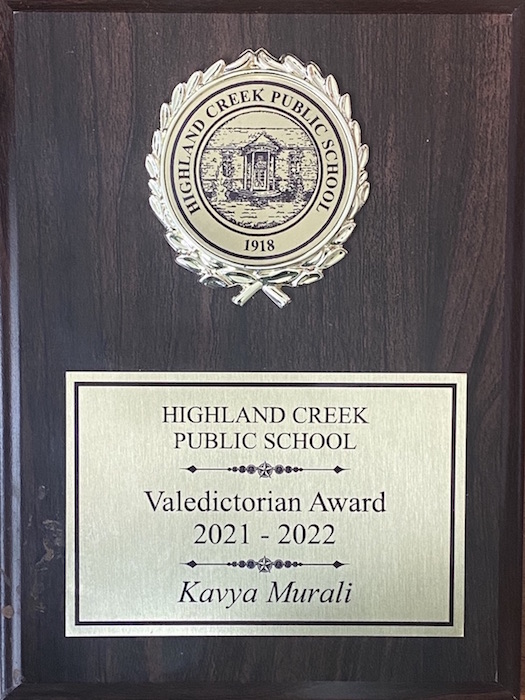 HIGHLAND CREEK PUBLIC SCHOOL
1918
HIGHLAND CREEK
PUBLIC SCHOOL
Valedictorian Award
2021 - 2022
Kavya Murali